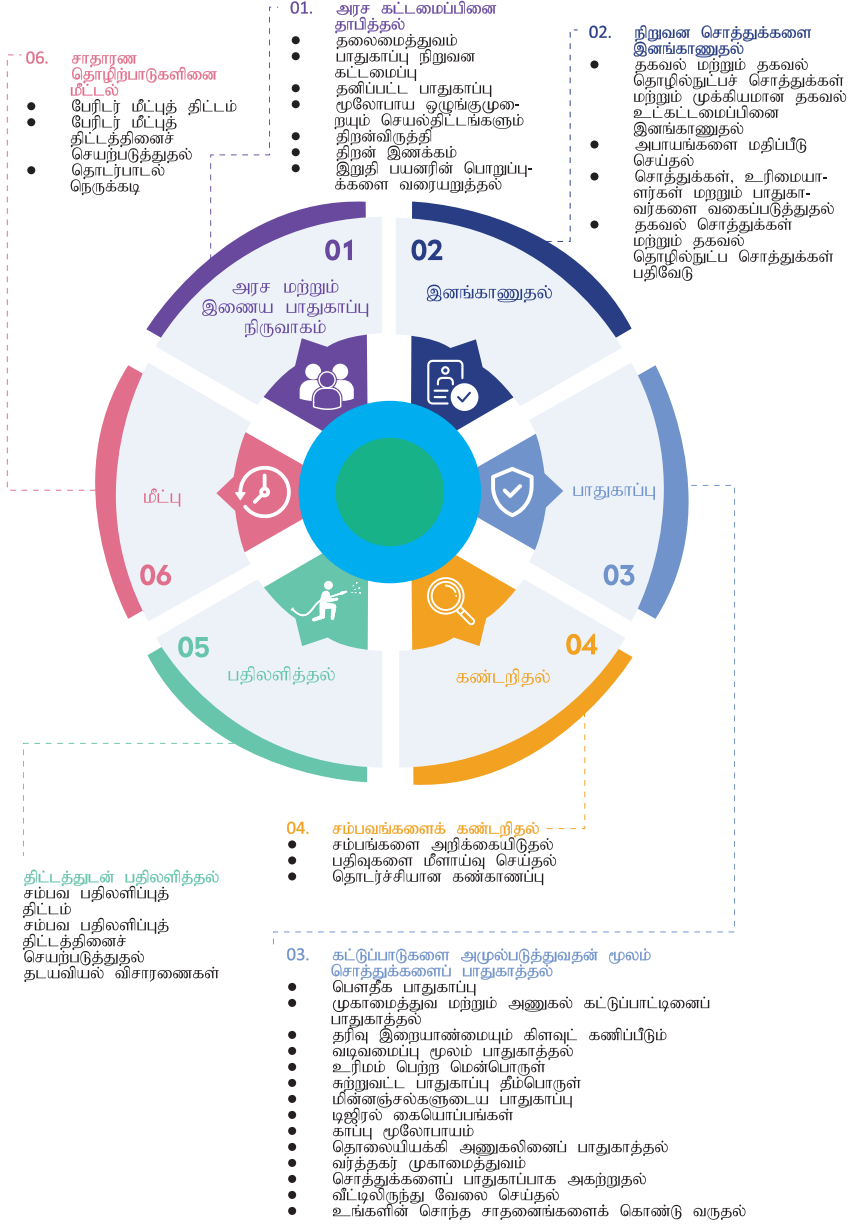 01. அரச கட்டமைப்பினை
தாபித்தல்
● தலைமைத்துவம்
● பாதுகாப்பு நிறுவன
கட்டமைப்பு
● தனிப்பட்ட பாதுகாப்பு
● மூலோபாய ஒழுங்குமுறை-
றயும் செயல்திட்டங்களும்
● திறன்விருத்தி
● திறன் இணக்கம்
● இறுதி பயனரின் பொறுப்பு-
க்களை வரையறுத்தல்
02. நிறுவன சொத்துக்களை
இனங்காணுதல்
● தகவல் மற்றும் தகவல்
தொழில்நுட்பச் சொத்துக்கள்
மற்றும் முக்கியமான தகவல்
உட்கட்டமைப்பினை
இனங்காணுதல்
● அபாயங்களை மதிப்பீடு
செய்தல்
● சொத்துக்கள், உரிமையா-
ளர்கள் மறறும் பாதுகா-
வர்களை வகைப்படுத்துதல்
● தகவல் சொத்துக்கள்
மற்றும் தகவல்
தொழில்நுட்ப சொத்துக்கள்
பதிவேடு
06. சாதாரண
தொழிற்பாடுகளினை
மீட்டல்
● பேரிடர் மீட்புத் திட்டம்
● பேரிடர் மீட்புத்
திட்டத்தினைச்
செயற்படுத்துதல்
● தொடர்பாடல்
நெருக்கடி
01
அரச மற்றும்
இணைய பாதுகாப்பு
நிருவாகம்
02
இனங்காணுதல்
பாதுகாப்பு
03
04
கண்டறிதல்
05
பதிலளித்தல்
மீட்பு
06
04. சம்பவங்களைக் கண்டறிதல்
● சம்பங்களை அறிக்கையிடுதல்
● பதிவுகளை மீளாய்வு செய்தல்
● தொடர்ச்சியான கண்காணப்பு
திட்டத்துடன் பதிலளித்தல்
சம்பவ பதிலளிப்புத்
திட்டம்
சம்பவ பதிலளிப்புத்
திட்டத்தினைச்
செயற்படுத்துதல்
தடயவியல் விசாரணைகள்
03. கட்டுப்பாடுகளை அமுல்படுத்துவதன் மூலம்
சொத்துக்களைப் பாதுகாத்தல்
● பௌதீக பாதுகாப்பு
● முகாமைத்துவ மற்றும் அணுகல் கட்டுப்பாட்டினைப்
பாதுகாத்தல்
● தரிவு இறையாண்மையும் கிளவுட் கணிப்பீடும்
● வடிவமைப்பு மூலம் பாதுகாத்தல்
● உரிமம் பெற்ற மென்பொருள்
● சுற்றுவட்ட பாதுகாப்பு தீம்பொருள்
● மின்னஞ்சல்களுடைய பாதுகாப்பு
● டிஜிரல் கையொப்பங்கள்
● காப்பு மூலோபாயம்
● தொலையியக்கி அணுகலினைப் பாதுகாத்தல்
● வர்த்தகர் முகாமைத்துவம்
● சொத்துக்களைப் பாதுகாப்பாக அகற்றுதல்
● வீட்டிலிருந்து வேலை செய்தல்
● உங்களின் சொந்த சாதனைங்களைக் கொண்டு வருதல்